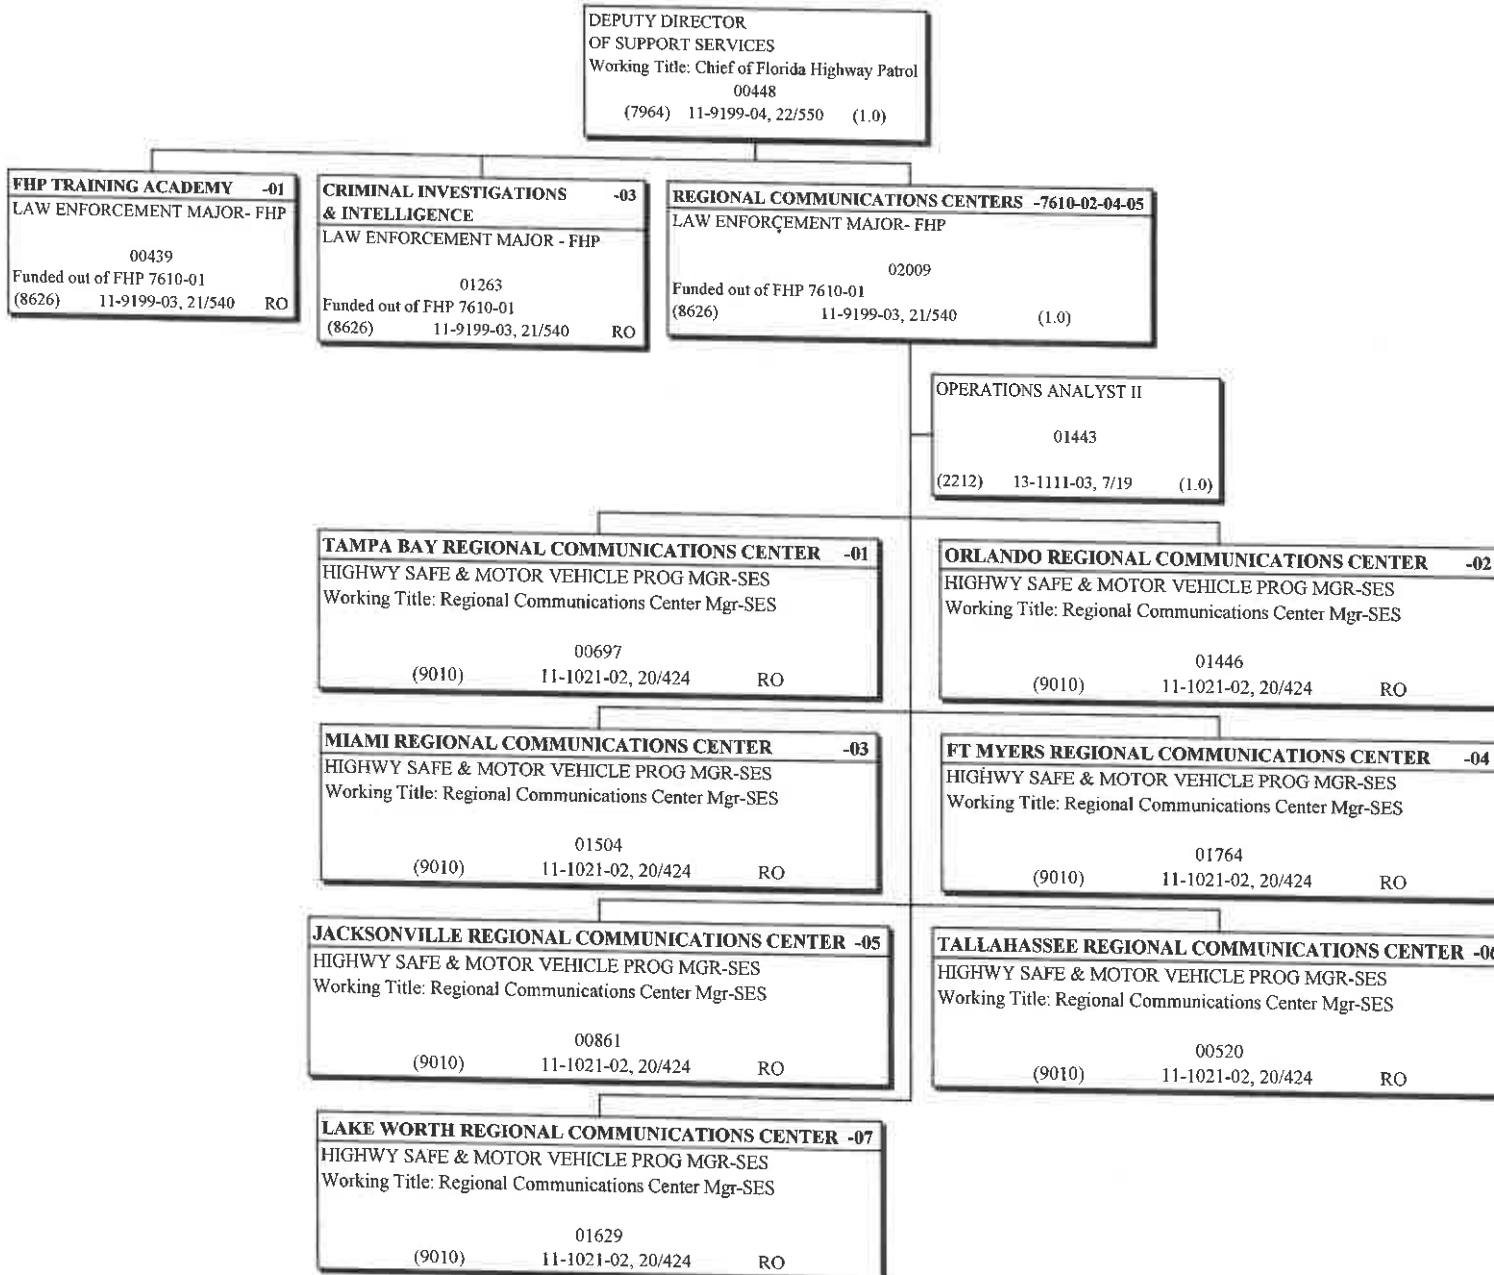 DEPUTY DIRECTOR
OF SUPPORT SERVICES
Working Title: Chief of Florida Highway Patrol
00448
(7964) 11-9199-04, 22/550 (1.0)
FHP TRAINING ACADEMY -01
LAW ENFORCEMENT MAJOR- FHP
00439
Funded out of FHP 7610-01
(8626) 11-9199-03, 21/540 RO
CRIMINAL INVESTIGATIONS -03
& INTELLIGENCE
LAW ENFORCEMENT MAJOR - FHP
01263
Funded out of FHP 7610-01
(8626) 11-9199-03, 21/540 RO
REGIONAL COMMUNICATIONS CENTERS -7610-02-04-05
LAW ENFORCEMENT MAJOR- FHP
02009
Funded out of FHP 7610-01
(8626) 11-9199-03, 21/540 (1.0)
OPERATIONS ANALYST II
01443
(2212) 13-1111-03, 7/19 (1.0)
TAMPA BAY REGIONAL COMMUNICATIONS CENTER -01
HIGHWY SAFE & MOTOR VEHICLE PROG MGR-SES
Working Title: Regional Communications Center Mgr-SES
00697
(9010) 11-1021-02, 20/424 RO
ORLANDO REGIONAL COMMUNICATIONS CENTER -02
HIGHWY SAFE & MOTOR VEHICLE PROG MGR-SES
Working Title: Regional Communications Center Mgr-SES
01446
(9010) 11-1021-02, 20/424 RO
MIAMI REGIONAL COMMUNICATIONS CENTER -03
HIGHWY SAFE & MOTOR VEHICLE PROG MGR-SES
Working Title: Regional Communications Center Mgr-SES
01504
(9010) 11-1021-02, 20/424 RO
FT MYERS REGIONAL COMMUNICATIONS CENTER -04
HIGHWY SAFE & MOTOR VEHICLE PROG MGR-SES
Working Title: Regional Communications Center Mgr-SES
01764
(9010) 11-1021-02, 20/424 RO
JACKSONVILLE REGIONAL COMMUNICATIONS CENTER -05
HIGHWY SAFE & MOTOR VEHICLE PROG MGR-SES
Working Title: Regional Communications Center Mgr-SES
00861
(9010) 11-1021-02, 20/424 RO
TALLAHASSEE REGIONAL COMMUNICATIONS CENTER -06
HIGHWY SAFE & MOTOR VEHICLE PROG MGR-SES
Working Title: Regional Communications Center Mgr-SES
00520
(9010) 11-1021-02, 20/424 RO
LAKE WORTH REGIONAL COMMUNICATIONS CENTER -07
HIGHWY SAFE & MOTOR VEHICLE PROG MGR-SES
Working Title: Regional Communications Center Mgr-SES
01629
(9010) 11-1021-02, 20/424 RO